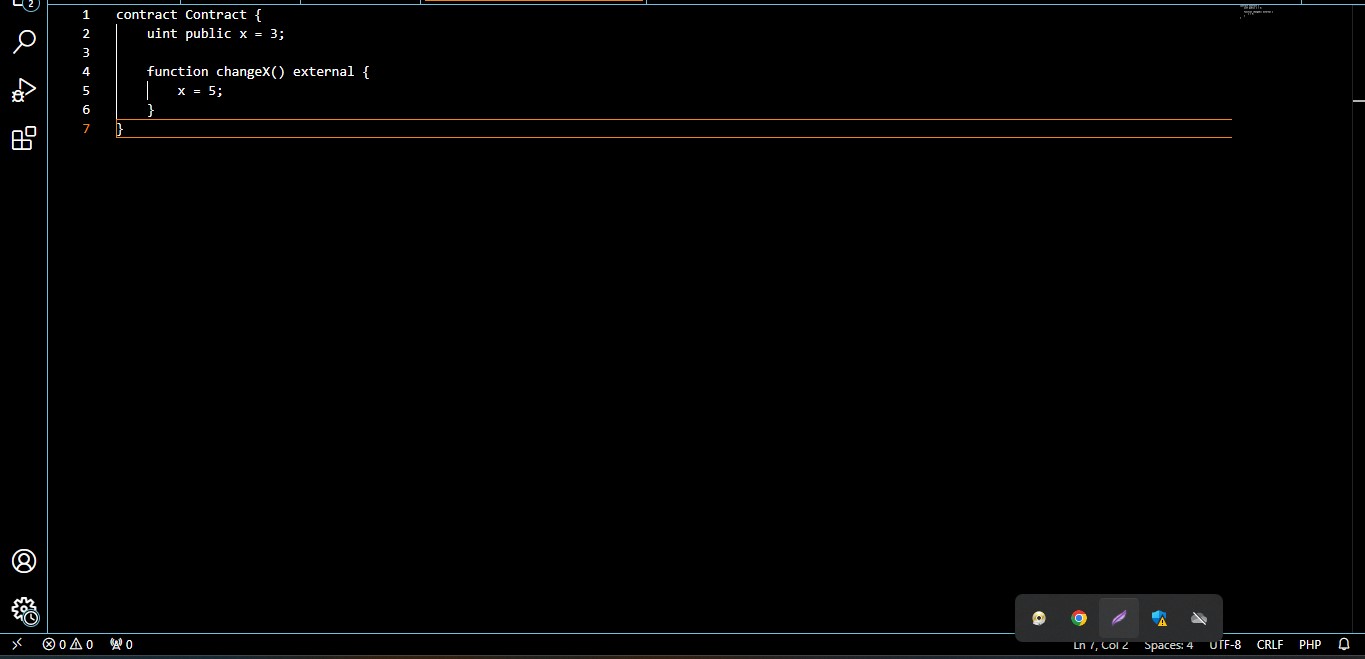 2
1 contract Contract {
2     uint public x = 3;
3
4     function changeX() external {
5         x = 5;
6     }
7 }
0 0 0 Ln 7, Col 2 Spaces: 4 UTF-8 CRLF PHP